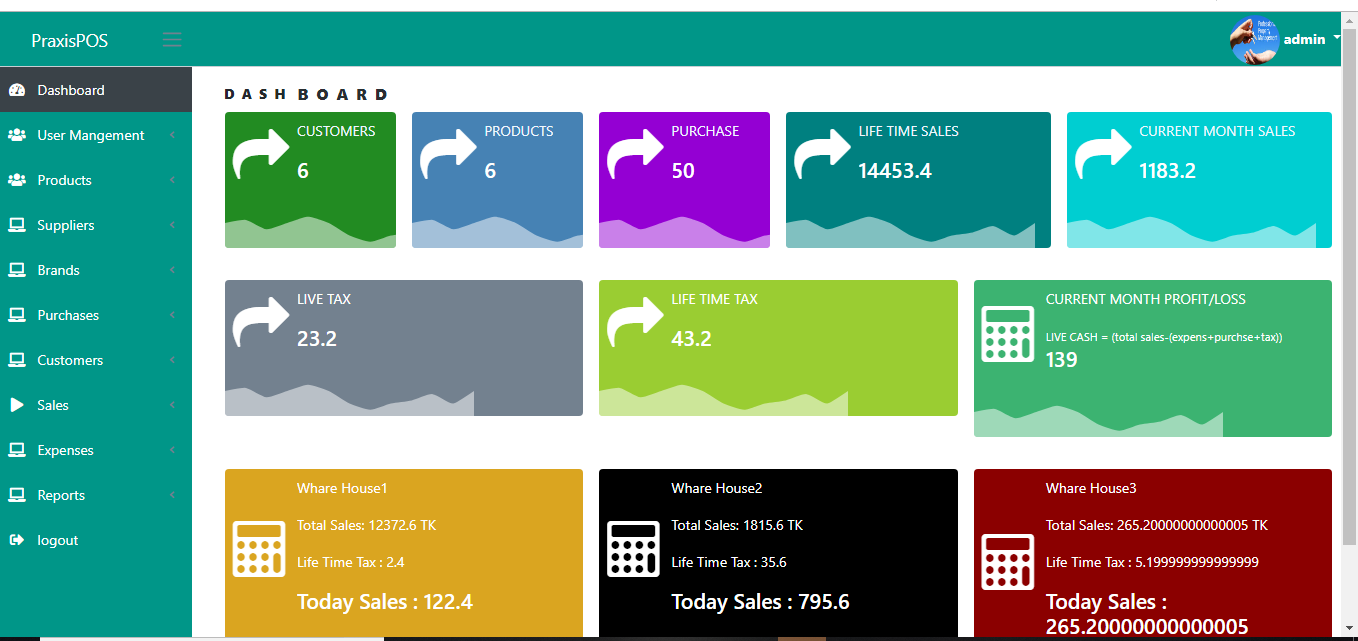 PraxisPOS
admin
Dashboard
User Mangement
Products
Suppliers
Brands
Purchases
Customers
Sales
Expenses
Reports
logout
DASHBOARD
CUSTOMERS
6
PRODUCTS
6
PURCHASE
50
LIFE TIME SALES
14453.4
CURRENT MONTH SALES
1183.2
LIVE TAX
23.2
LIFE TIME TAX
43.2
CURRENT MONTH PROFIT/LOSS
LIVE CASH = (total sales-(expens+purchse+tax))
139
Whare House1
Total Sales: 12372.6 TK
Life Time Tax : 2.4
Today Sales : 122.4
Whare House2
Total Sales: 1815.6 TK
Life Time Tax : 35.6
Today Sales : 795.6
Whare House3
Total Sales: 265.20000000000005 TK
Life Time Tax : 5.199999999999999
Today Sales :
265.20000000000005